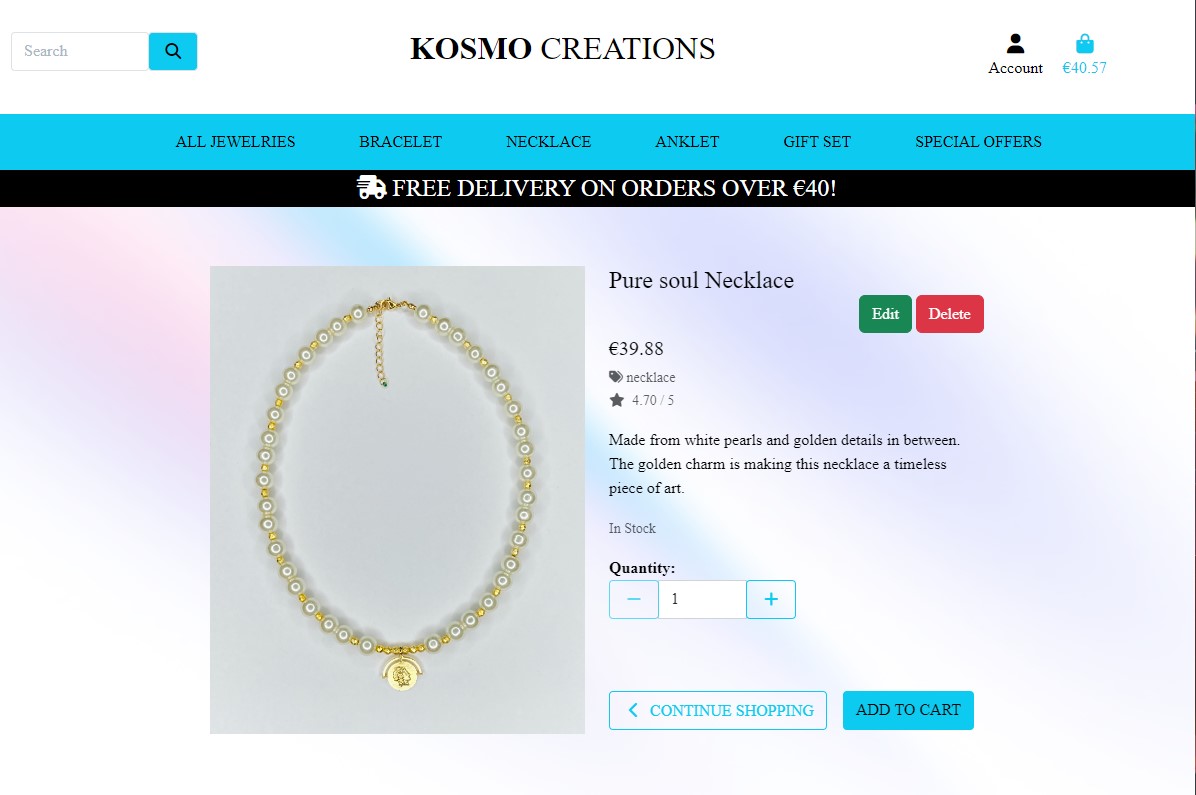 Search
KOSMO CREATIONS
Account
€40.57
ALL JEWELRIES
BRACELET
NECKLACE
ANKLET
GIFT SET
SPECIAL OFFERS
FREE DELIVERY ON ORDERS OVER €40!
Pure soul Necklace
Edit
Delete
€39.88
necklace
4.70 / 5
Made from white pearls and golden details in between.
The golden charm is making this necklace a timeless
piece of art.
In Stock
Quantity:
1
CONTINUE SHOPPING
ADD TO CART